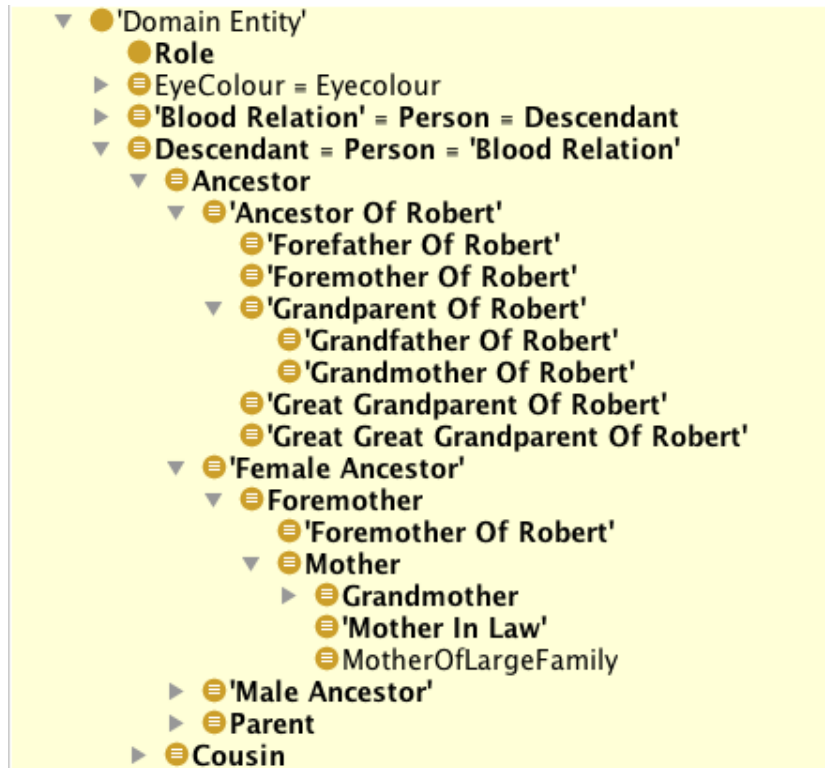 'Domain Entity'
Role
EyeColour ≡ Eyecolour
'Blood Relation' ≡ Person ≡ Descendant
Descendant ≡ Person ≡ 'Blood Relation'
Ancestor
'Ancestor Of Robert'
'Forefather Of Robert'
'Foremother Of Robert'
'Grandparent Of Robert'
'Grandfather Of Robert'
'Grandmother Of Robert'
'Great Grandparent Of Robert'
'Great Great Grandparent Of Robert'
'Female Ancestor'
Foremother
'Foremother Of Robert'
Mother
Grandmother
'Mother In Law'
MotherOfLargeFamily
'Male Ancestor'
Parent
Cousin